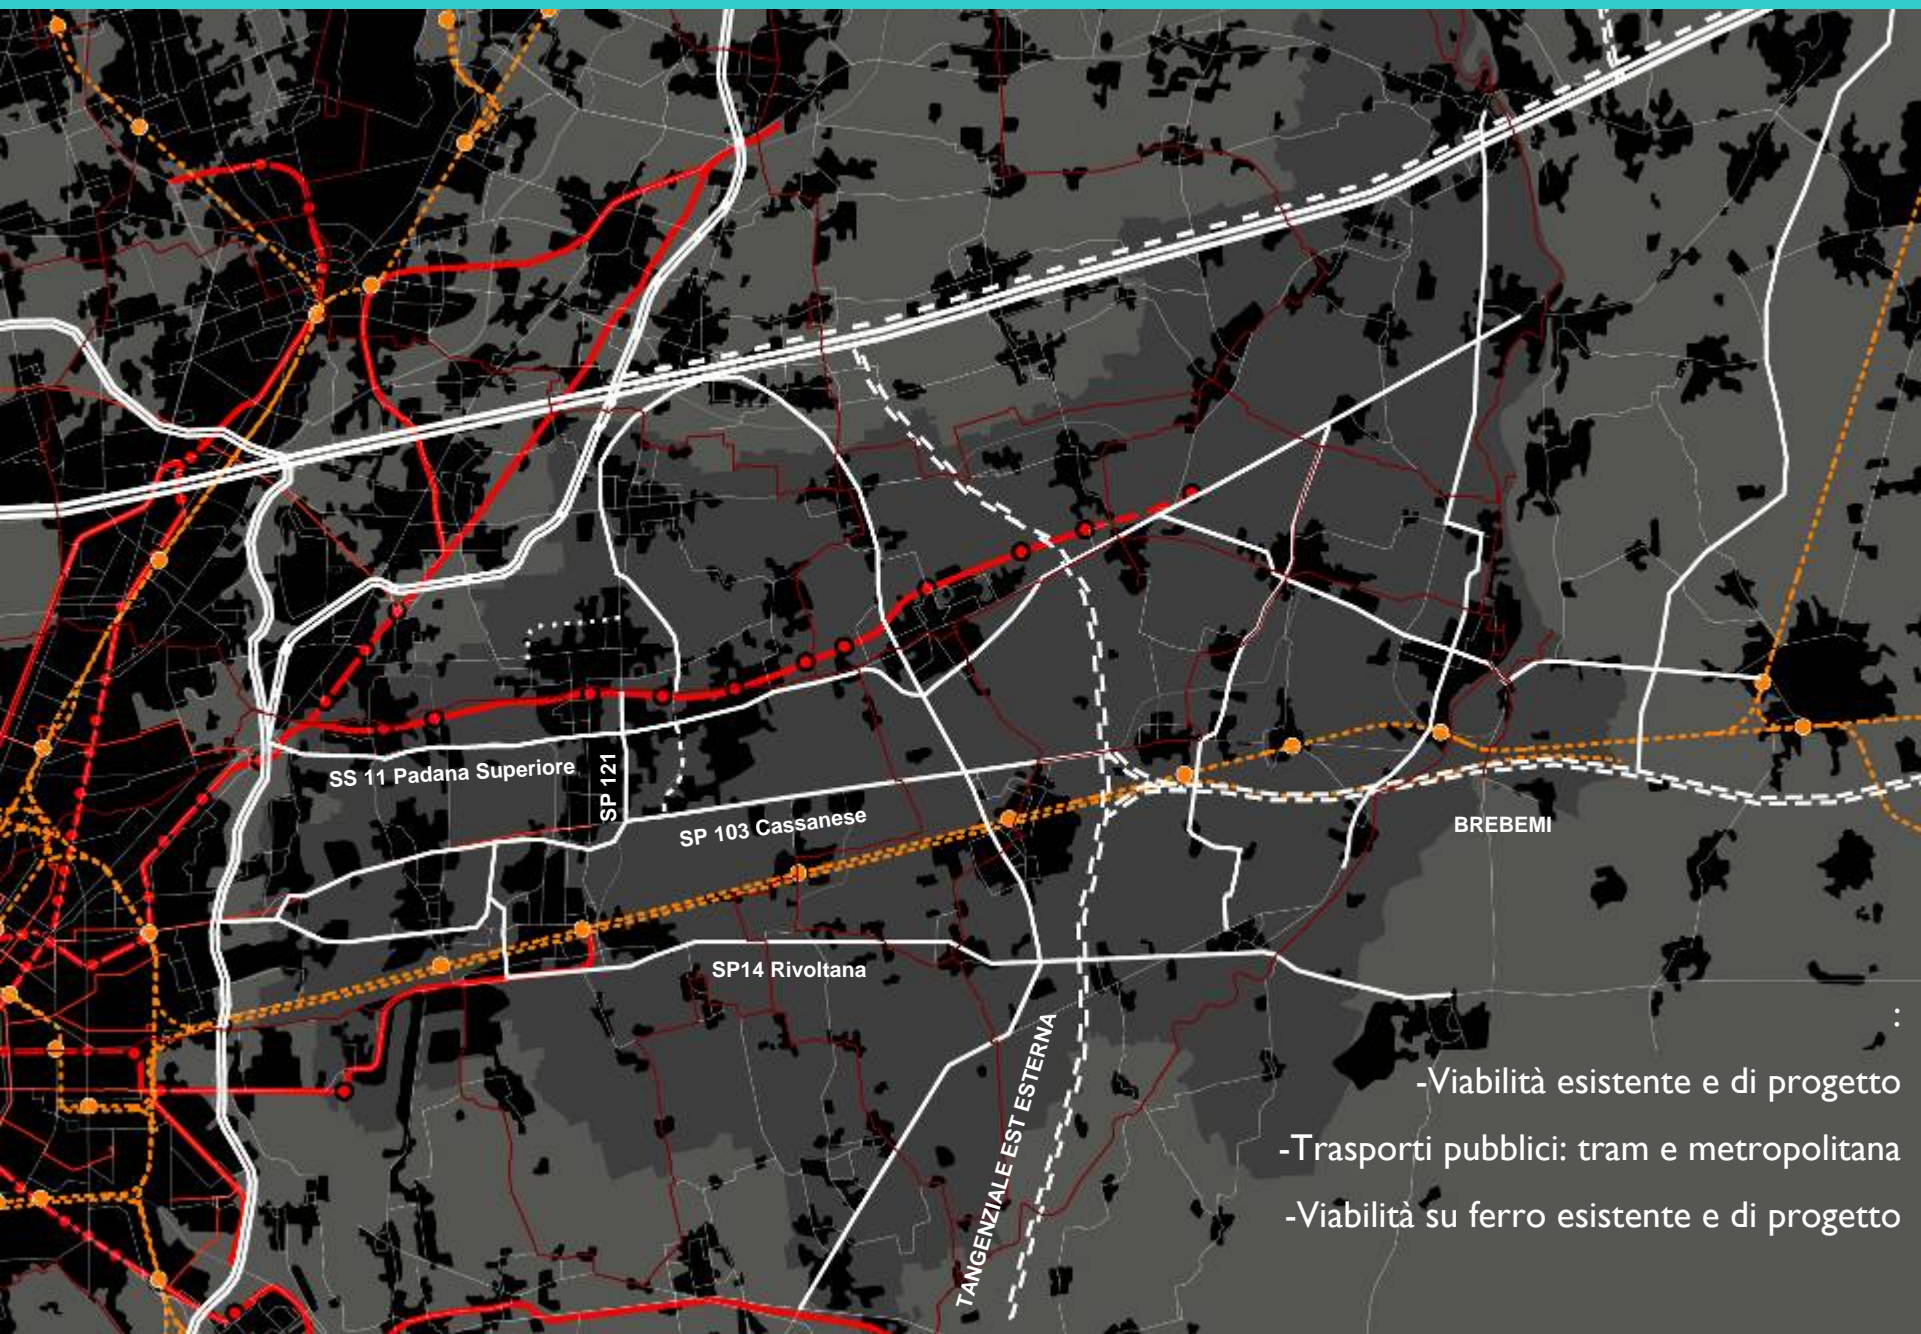 SS 11 Padana Superiore
SP 121
SP 103 Cassanese
BREBEMI
SP14 Rivoltana
TANGENZIALE EST ESTERNA
:
-Viabilità esistente e di progetto
-Trasporti pubblici: tram e metropolitana
-Viabilità su ferro esistente e di progetto